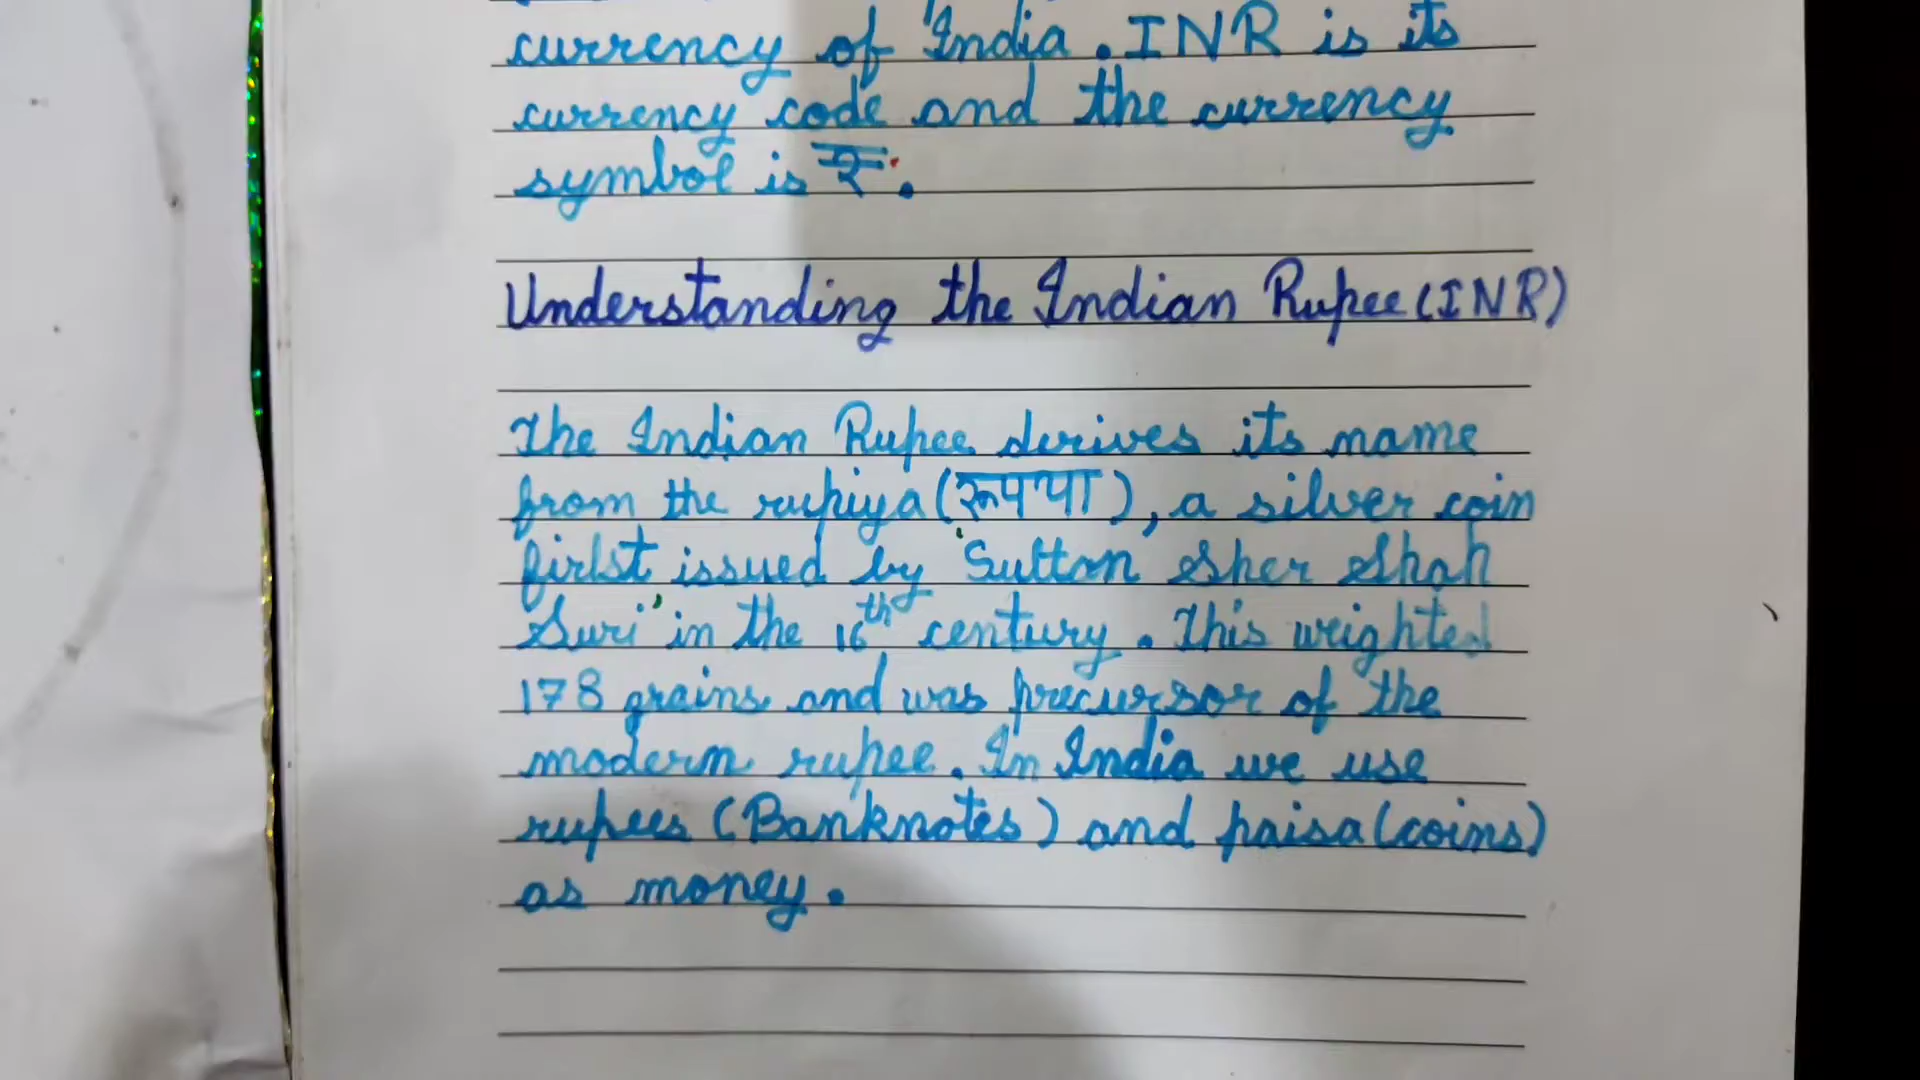 currency of India. INR is its
currency code and the currency
symbol is ₹.
Understanding the Indian Rupee (INR)
The Indian Rupee derives its name
from the rupiya (रूपया), a silver coin
firlst issued by 'Sultan Sher Shah
Suri' in the 16th century. This weighted
178 grains and was precursor of the
modern rupee. In India we use
rupees (Banknotes) and paisa (coins)
as money.